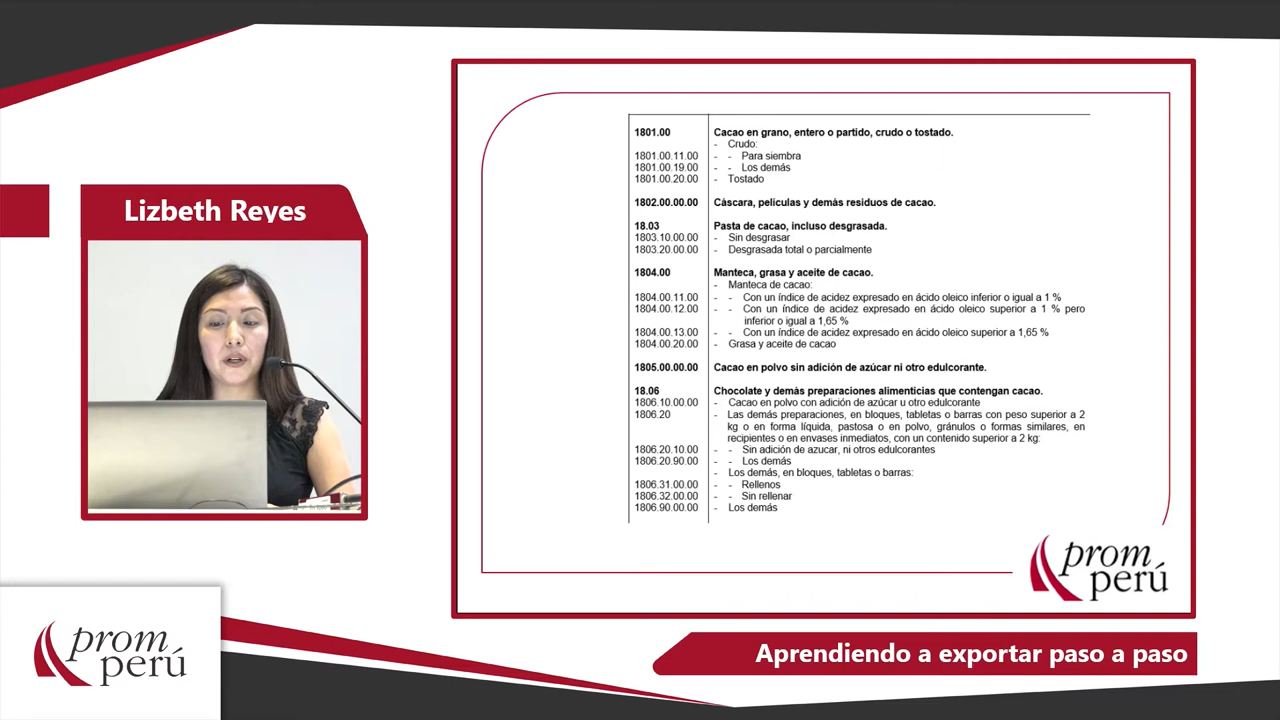 Lizbeth Reyes
1801.00 Cacao en grano, entero o partido, crudo o tostado.
- Crudo:
1801.00.11.00 - - Para siembra
1801.00.19.00 - - Los demás
1801.00.20.00 - Tostado
1802.00.00.00 Cáscara, películas y demás residuos de cacao.
18.03 Pasta de cacao, incluso desgrasada.
1803.10.00.00 - Sin desgrasar
1803.20.00.00 - Desgrasada total o parcialmente
1804.00 Manteca, grasa y aceite de cacao.
- Manteca de cacao:
1804.00.11.00 - - Con un índice de acidez expresado en ácido oleico inferior o igual a 1 %
1804.00.12.00 - - Con un índice de acidez expresado en ácido oleico superior a 1 % pero
inferior o igual a 1,65 %
1804.00.13.00 - - Con un índice de acidez expresado en ácido oleico superior a 1,65 %
1804.00.20.00 - Grasa y aceite de cacao
1805.00.00.00 Cacao en polvo sin adición de azúcar ni otro edulcorante.
18.06 Chocolate y demás preparaciones alimenticias que contengan cacao.
1806.10.00.00 - Cacao en polvo con adición de azúcar u otro edulcorante
1806.20 - Las demás preparaciones, en bloques, tabletas o barras con peso superior a 2
kg o en forma líquida, pastosa o en polvo, gránulos o formas similares, en
recipientes o en envases inmediatos, con un contenido superior a 2 kg:
1806.20.10.00 - - Sin adición de azucar, ni otros edulcorantes
1806.20.90.00 - - Los demás
- Los demás, en bloques, tabletas o barras:
1806.31.00.00 - - Rellenos
1806.32.00.00 - - Sin rellenar
1806.90.00.00 - Los demás
prom
perú
prom
perú
Aprendiendo a exportar paso a paso